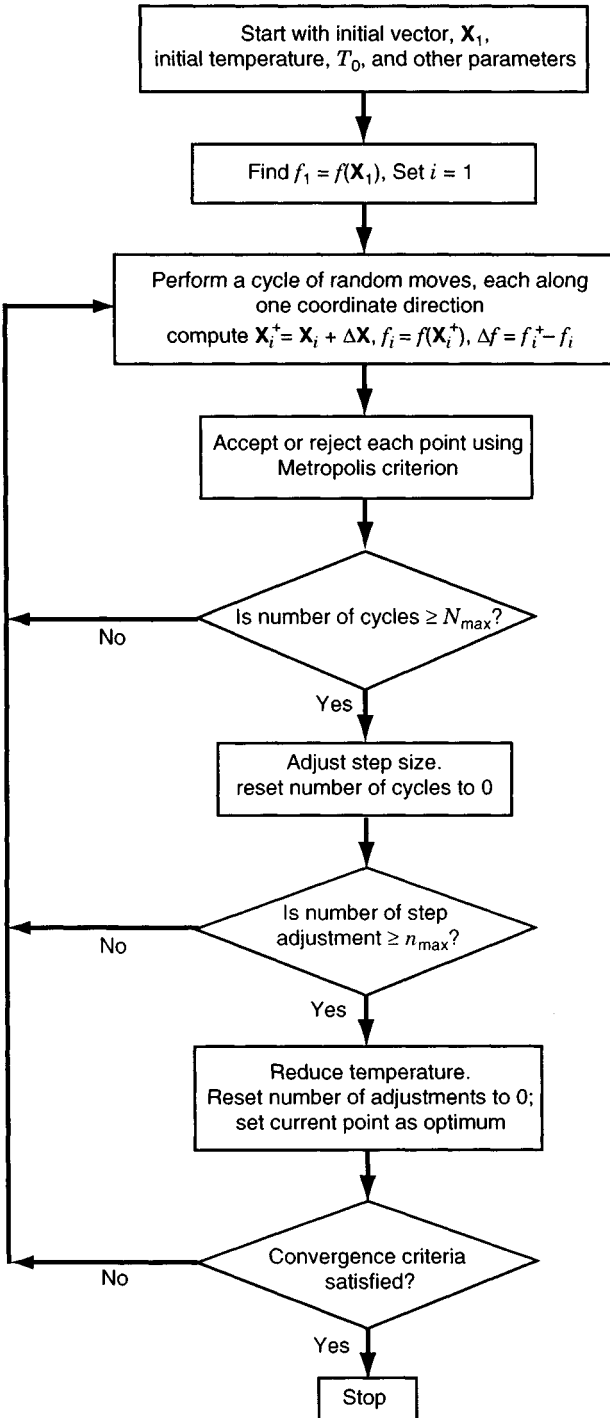 Start with initial vector, X₁,
initial temperature, T₀, and other parameters
Find f₁ = f(X₁), Set i = 1
Perform a cycle of random moves, each along
one coordinate direction
compute Xᵢ⁺= Xᵢ + ΔX, fᵢ = f(Xᵢ⁺), Δf = fᵢ⁺– fᵢ
Accept or reject each point using
Metropolis criterion
Is number of cycles ≥ N_max?
No
Yes
Adjust step size.
reset number of cycles to 0
Is number of step
adjustment ≥ n_max?
No
Yes
Reduce temperature.
Reset number of adjustments to 0;
set current point as optimum
Convergence criteria
satisfied?
No
Yes
Stop